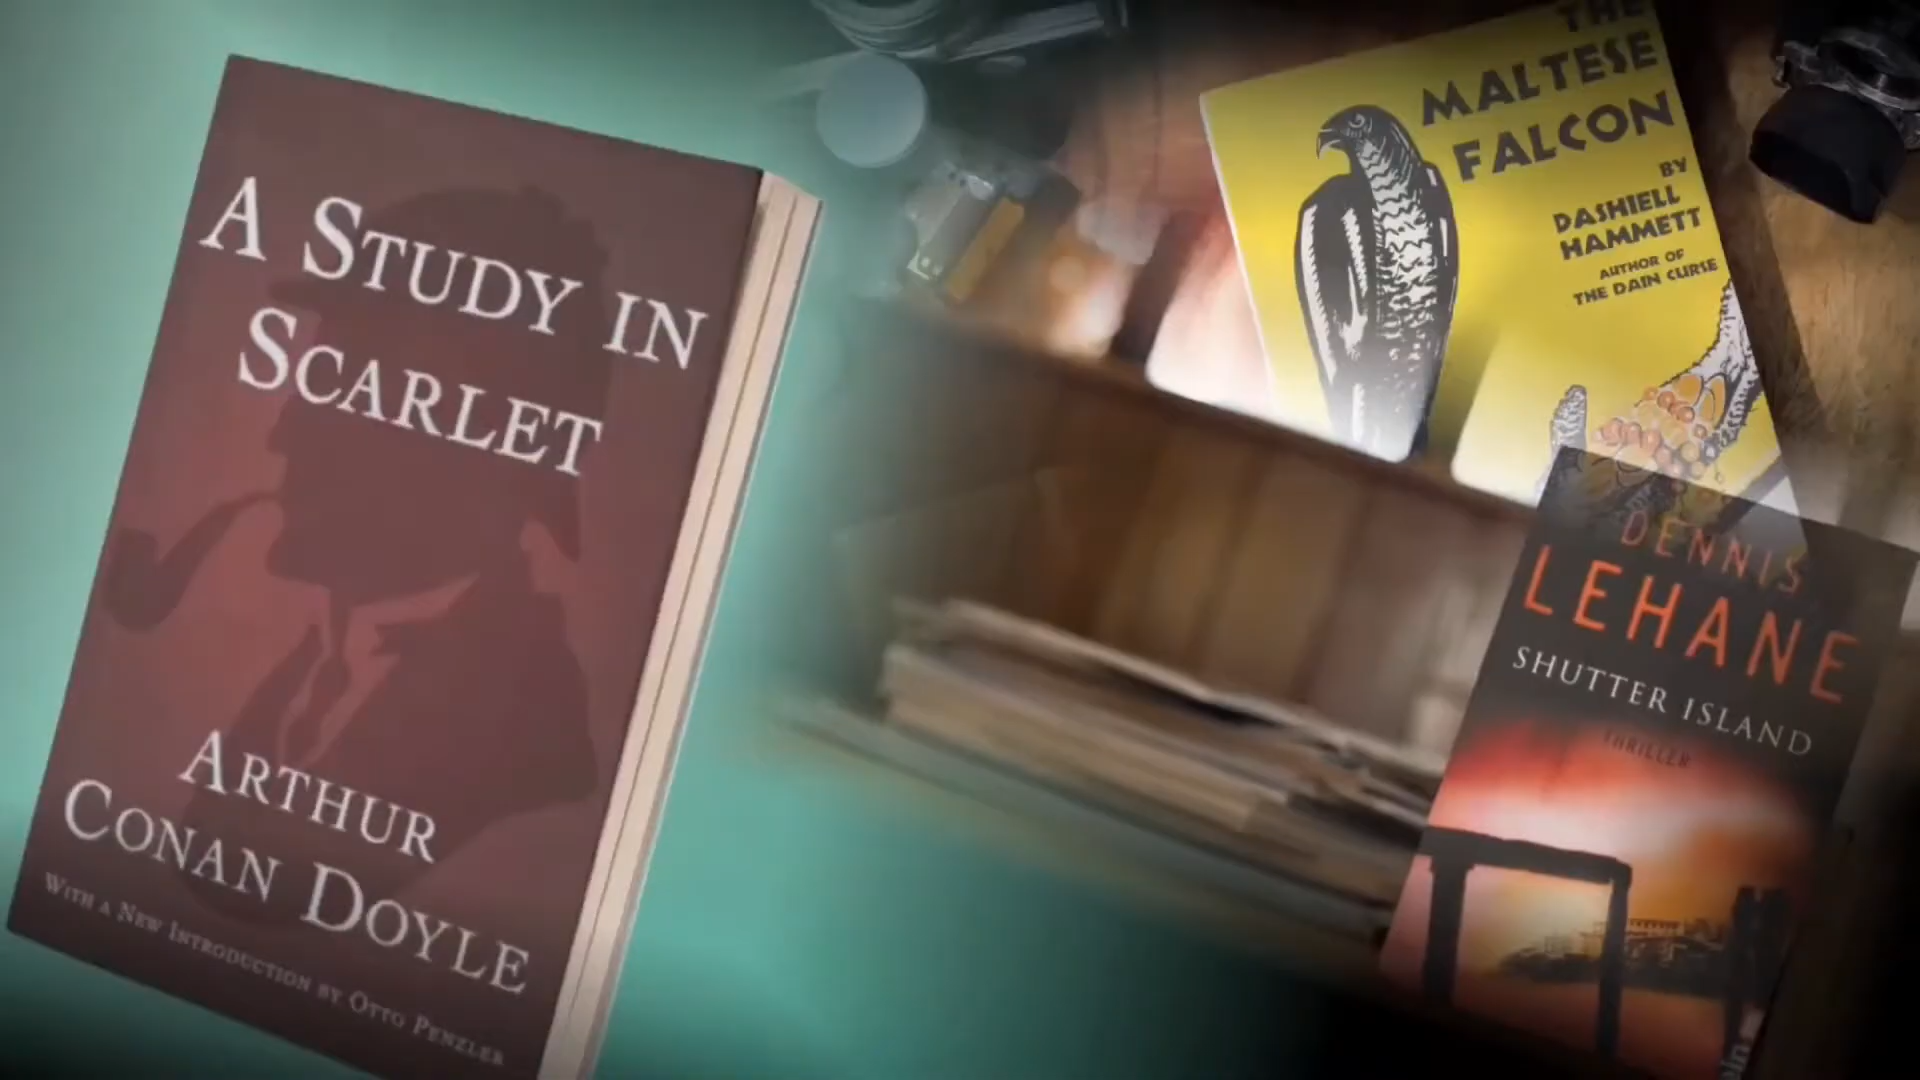 A STUDY IN
SCARLET
ARTHUR
CONAN DOYLE
WITH A NEW INTRODUCTION BY OTTO PENZLER
THE
MALTESE
FALCON
BY
DASHIELL
HAMMETT
AUTHOR OF
THE DAIN CURSE
DENNIS
LEHANE
SHUTTER ISLAND
THRILLER